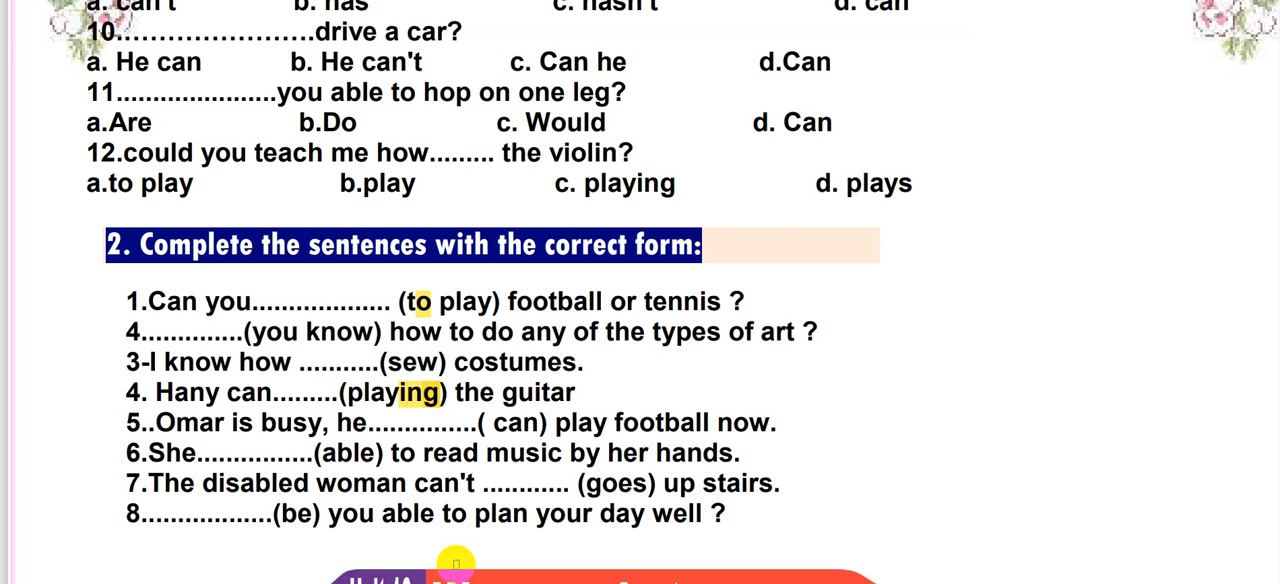 a. can't b. has c. hasn't d. can
10......................drive a car?
a. He can b. He can't c. Can he d.Can
11......................you able to hop on one leg?
a.Are b.Do c. Would d. Can
12.could you teach me how......... the violin?
a.to play b.play c. playing d. plays
2. Complete the sentences with the correct form:
1.Can you................... (to play) football or tennis ?
4..............(you know) how to do any of the types of art ?
3-I know how ...........(sew) costumes.
4. Hany can.........(playing) the guitar
5..Omar is busy, he...............( can) play football now.
6.She................(able) to read music by her hands.
7.The disabled woman can't ............ (goes) up stairs.
8..................(be) you able to plan your day well ?